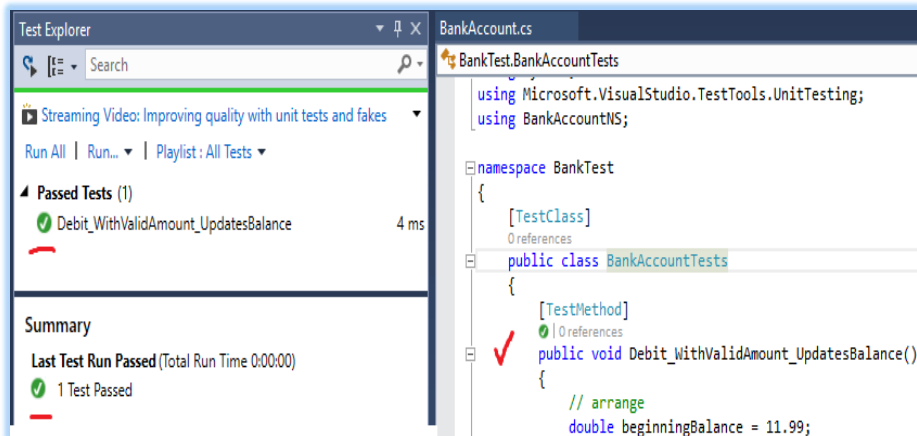 Test Explorer
Search
Streaming Video: Improving quality with unit tests and fakes
Run All | Run... | Playlist : All Tests
Passed Tests (1)
Debit_WithValidAmount_UpdatesBalance 4 ms
Summary
Last Test Run Passed (Total Run Time 0:00:00)
1 Test Passed
BankAccount.cs
BankTest.BankAccountTests
using Microsoft.VisualStudio.TestTools.UnitTesting;
using BankAccountNS;
namespace BankTest
{
[TestClass]
0 references
public class BankAccountTests
{
[TestMethod]
| 0 references
public void Debit_WithValidAmount_UpdatesBalance()
{
// arrange
double beginningBalance = 11.99;